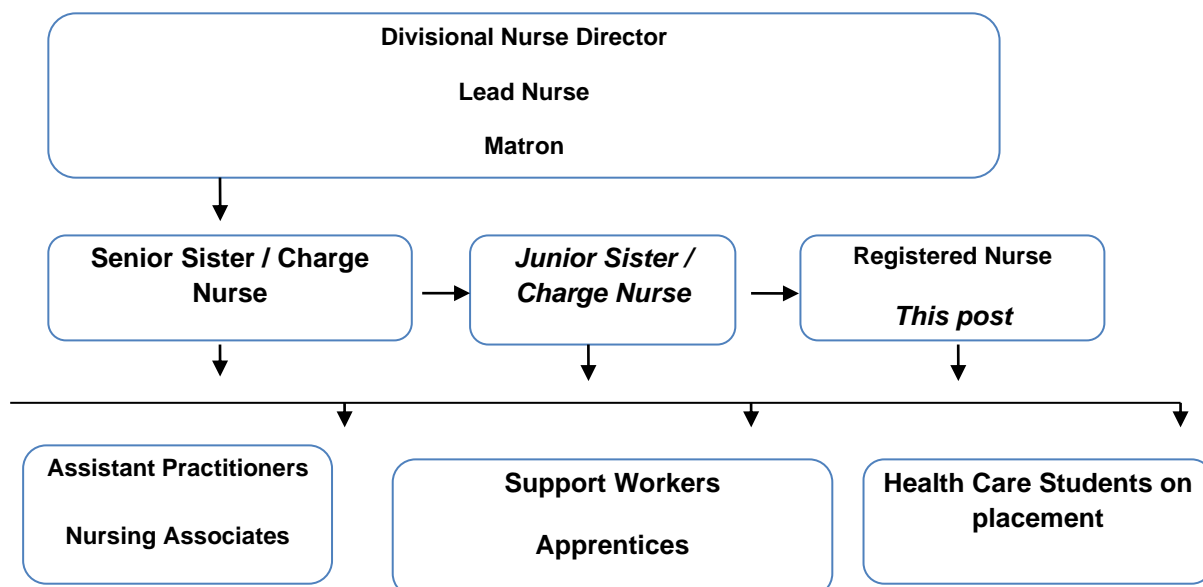 Divisional Nurse Director
Lead Nurse
Matron
Senior Sister / Charge
Nurse
Junior Sister /
Charge Nurse
Registered Nurse
This post
Assistant Practitioners
Nursing Associates
Support Workers
Apprentices
Health Care Students on
placement